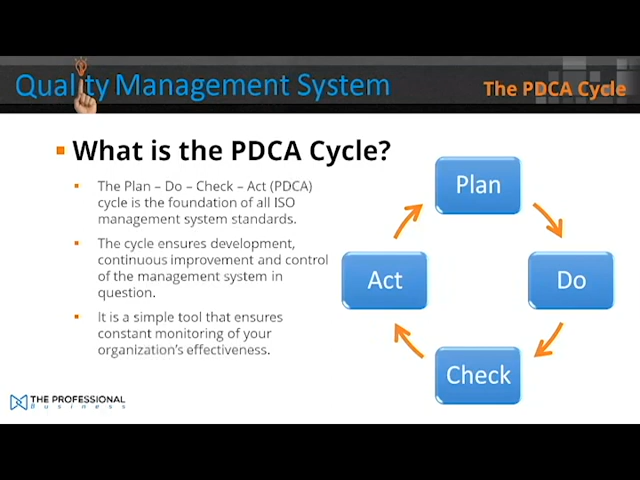 Quality Management System
The PDCA Cycle
What is the PDCA Cycle?
The Plan – Do – Check – Act (PDCA)
cycle is the foundation of all ISO
management system standards.
The cycle ensures development,
continuous improvement and control
of the management system in
question.
It is a simple tool that ensures
constant monitoring of your
organization's effectiveness.
Plan
Do
Check
Act
THE PROFESSIONAL
Business